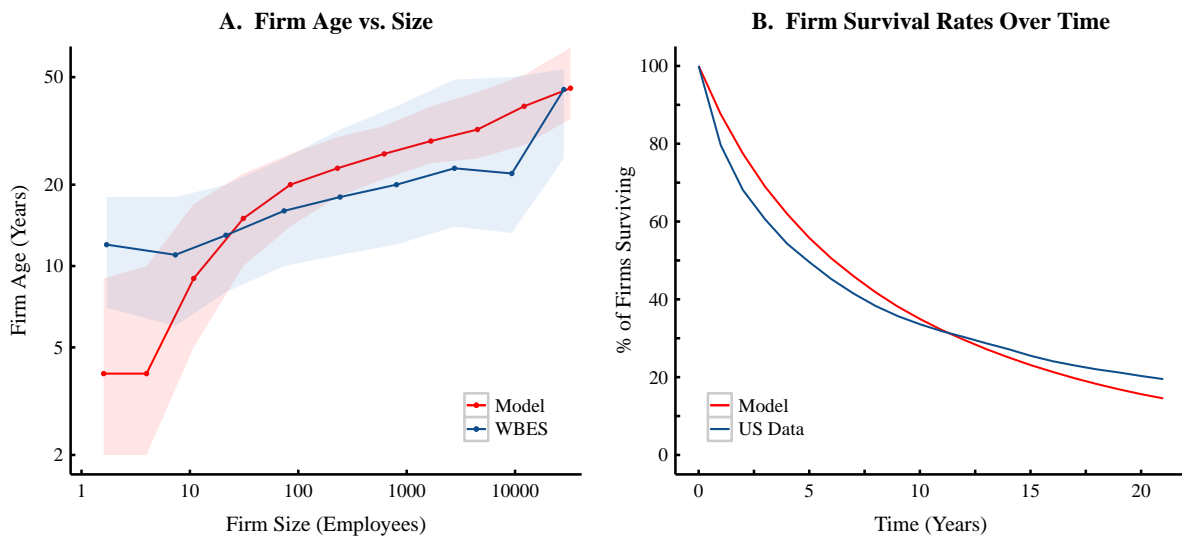 A.  Firm Age vs. Size
Firm Age (Years)
50
20
10
5
2
Model
WBES
1
10
100
1000
10000
Firm Size (Employees)
B.  Firm Survival Rates Over Time
% of Firms Surviving
100
80
60
40
20
0
Model
US Data
0
5
10
15
20
Time (Years)